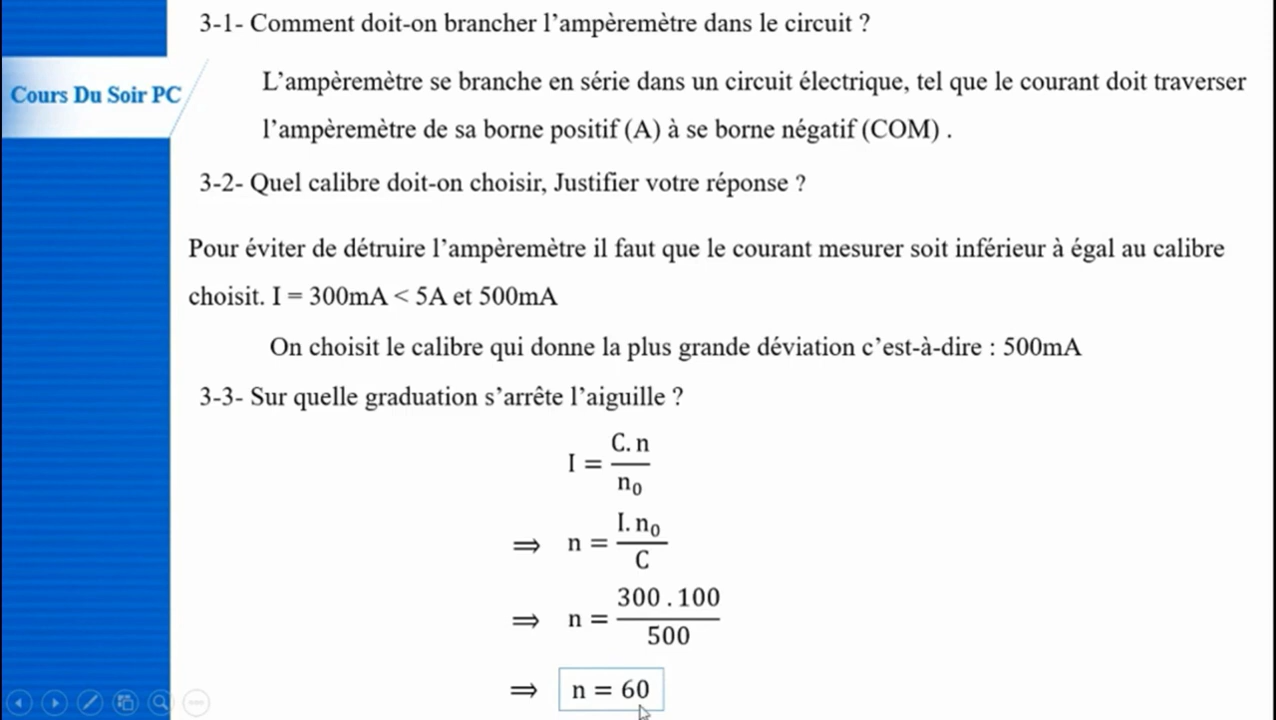 3-1- Comment doit-on brancher l’ampèremètre dans le circuit ?
Cours Du Soir PC
L’ampèremètre se branche en série dans un circuit électrique, tel que le courant doit traverser
l’ampèremètre de sa borne positif (A) à se borne négatif (COM) .
3-2- Quel calibre doit-on choisir, Justifier votre réponse ?
Pour éviter de détruire l’ampèremètre il faut que le courant mesurer soit inférieur à égal au calibre
choisit. I = 300mA < 5A et 500mA
On choisit le calibre qui donne la plus grande déviation c’est-à-dire : 500mA
3-3- Sur quelle graduation s’arrête l’aiguille ?
I = C. n / n₀
⇒ n = I. n₀ / C
⇒ n = 300 . 100 / 500
⇒ n = 60